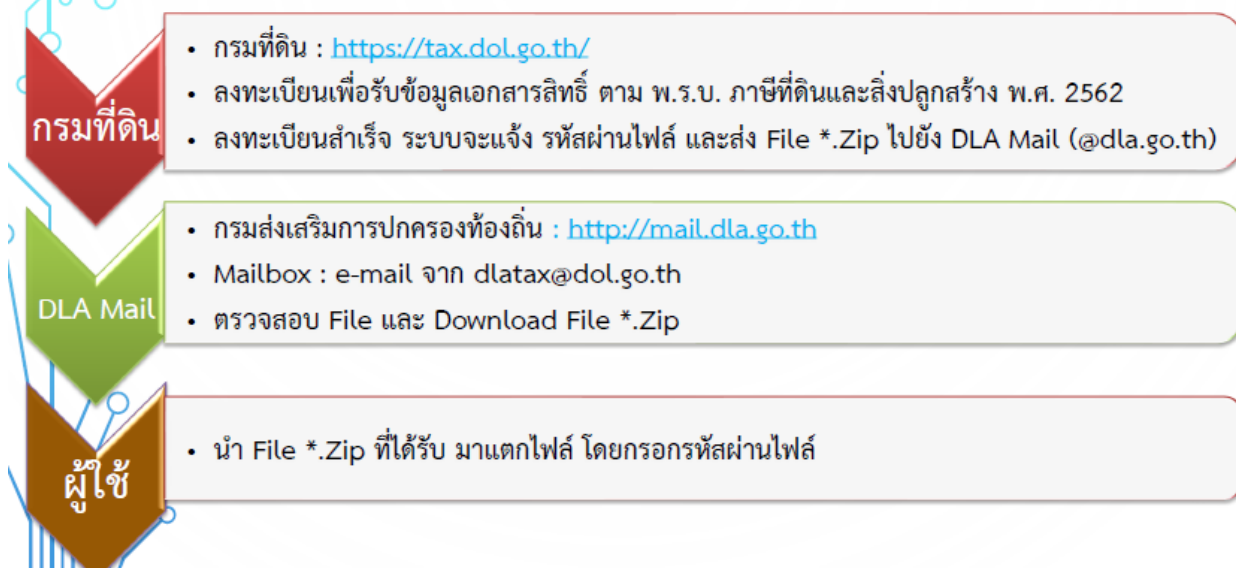 กรมที่ดิน
• กรมที่ดิน : https://tax.dol.go.th/
• ลงทะเบียนเพื่อรับข้อมูลเอกสารสิทธิ์ ตาม พ.ร.บ. ภาษีที่ดินและสิ่งปลูกสร้าง พ.ศ. 2562
• ลงทะเบียนสำเร็จ ระบบจะแจ้ง รหัสผ่านไฟล์ และส่ง File *.Zip ไปยัง DLA Mail (@dla.go.th)
DLA Mail
• กรมส่งเสริมการปกครองท้องถิ่น : http://mail.dla.go.th
• Mailbox : e-mail จาก dlatax@dol.go.th
• ตรวจสอบ File และ Download File *.Zip
ผู้ใช้
• นำ File *.Zip ที่ได้รับ มาแตกไฟล์ โดยกรอกรหัสผ่านไฟล์